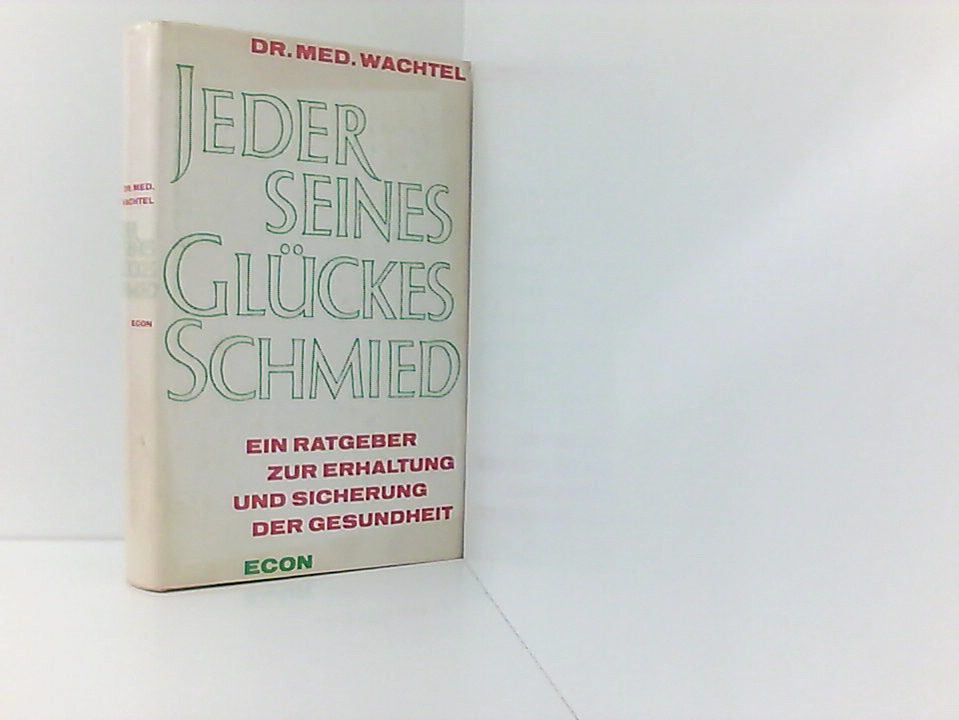 DR. MED. WACHTEL
JEDER
SEINES
GLÜCKES
SCHMIED
EIN RATGEBER
ZUR ERHALTUNG
UND SICHERUNG
DER GESUNDHEIT
ECON
DR. MED.
WACHTEL
ECON